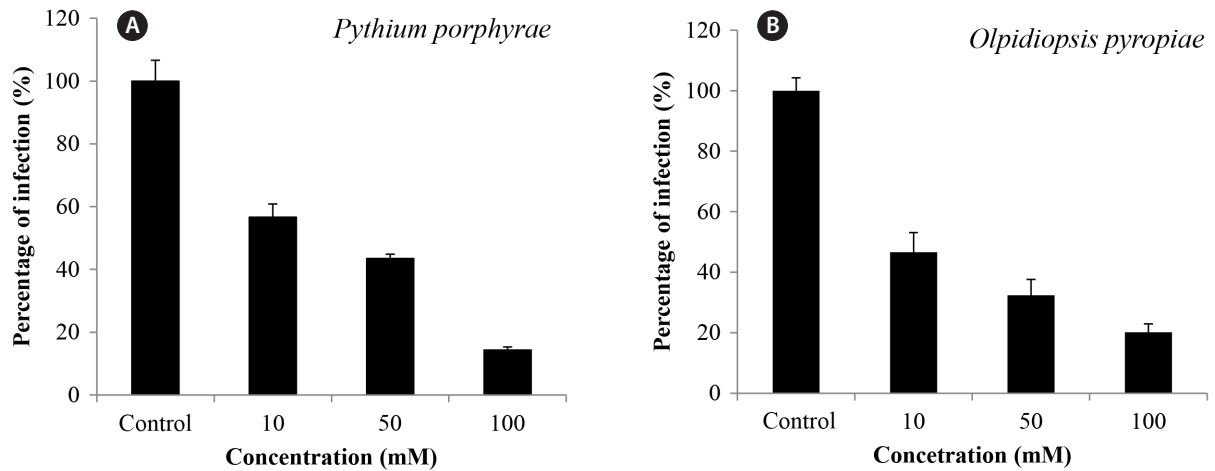 A
Pythium porphyrae
Percentage of infection (%)
120
100
80
60
40
20
0
Control 10 50 100
Concentration (mM)
B
Olpidiopsis pyropiae
Percentage of infection (%)
120
100
80
60
40
20
0
Control 10 50 100
Concetration (mM)